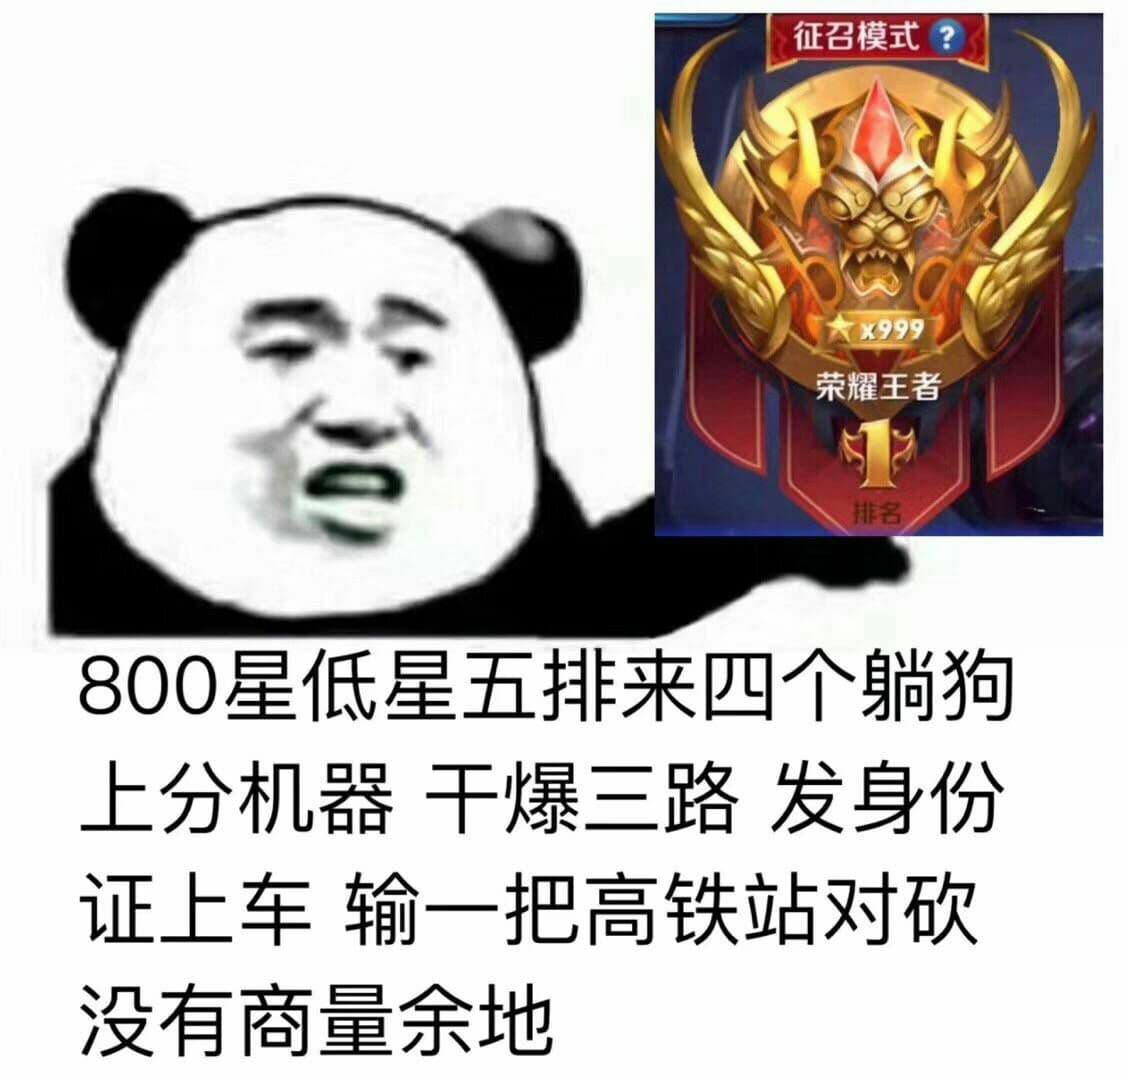 征召模式 ?
x999
荣耀王者
1
排名
800星低星五排来四个躺狗
上分机器 干爆三路 发身份
证上车 输一把高铁站对砍
没有商量余地